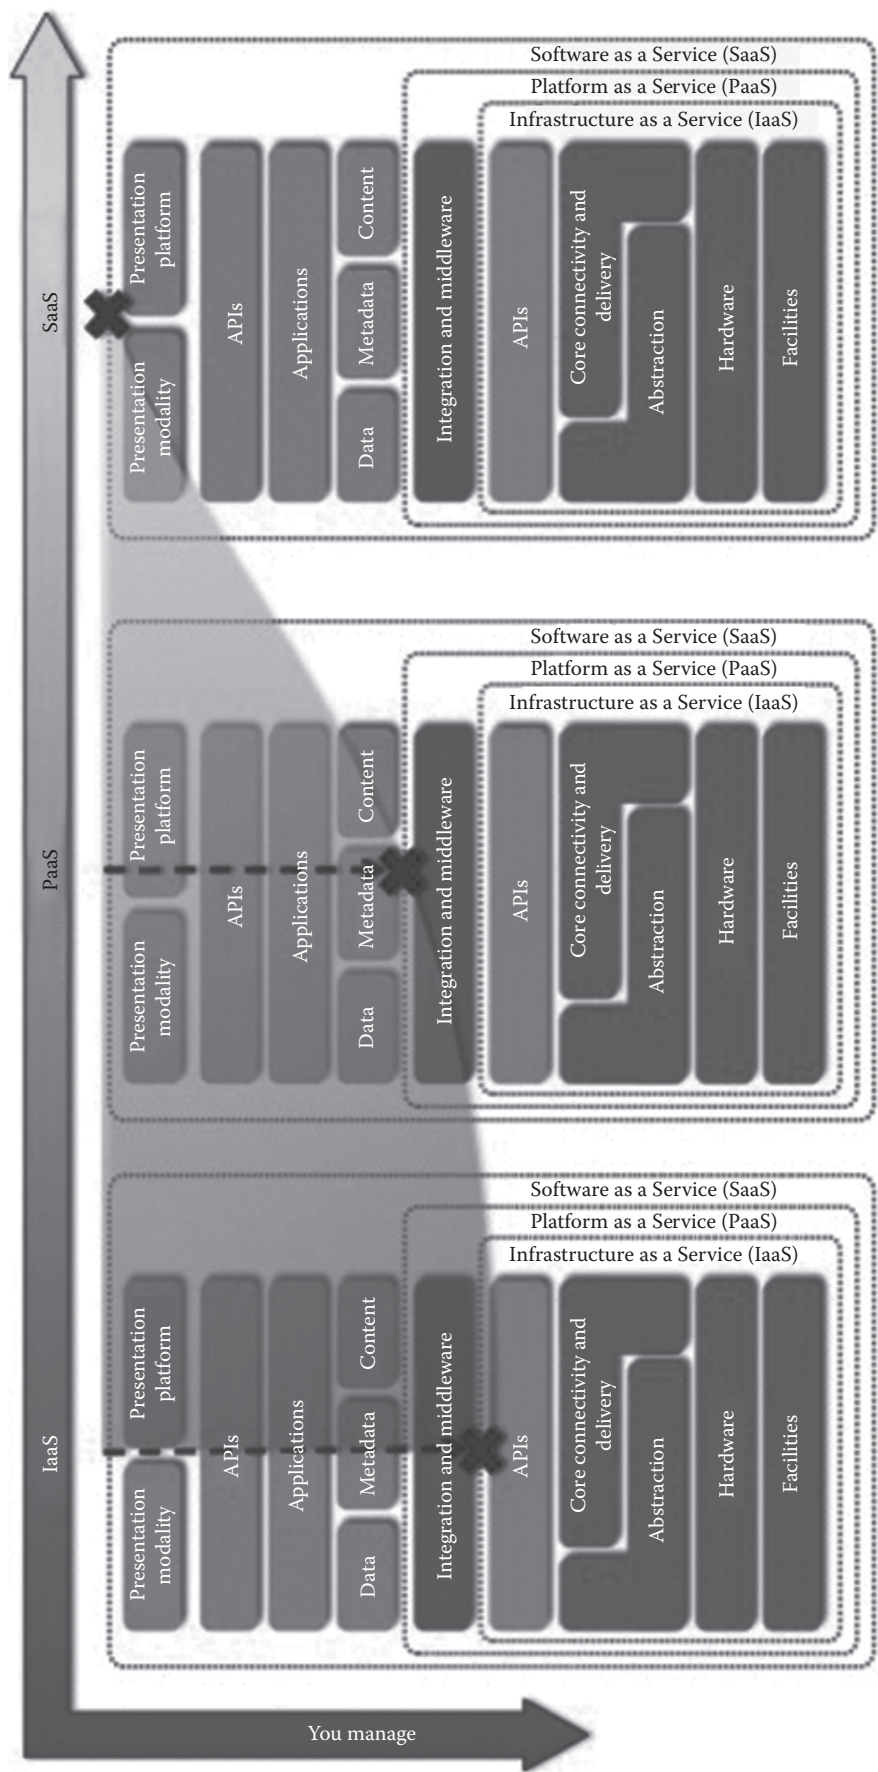 SaaS
Software as a Service (SaaS)
Platform as a Service (PaaS)
Infrastructure as a Service (IaaS)
Presentation
platform
Presentation
modality
APIs
Applications
Content
Metadata
Data
Integration and middleware
APIs
Core connectivity and
delivery
Abstraction
Hardware
Facilities
PaaS
Software as a Service (SaaS)
Platform as a Service (PaaS)
Infrastructure as a Service (IaaS)
Presentation
platform
Presentation
modality
APIs
Applications
Content
Metadata
Data
Integration and middleware
APIs
Core connectivity and
delivery
Abstraction
Hardware
Facilities
IaaS
Software as a Service (SaaS)
Platform as a Service (PaaS)
Infrastructure as a Service (IaaS)
Presentation
platform
Presentation
modality
APIs
Applications
Content
Metadata
Data
Integration and middleware
APIs
Core connectivity and
delivery
Abstraction
Hardware
Facilities
You manage